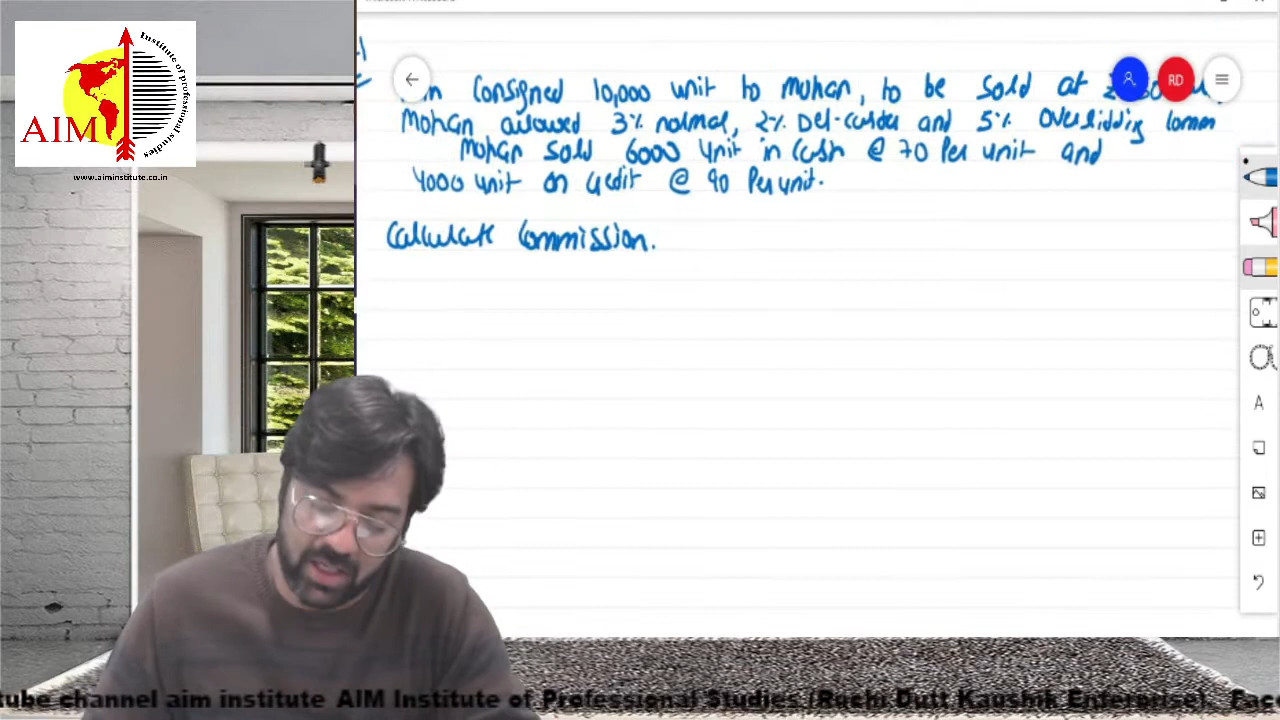 Institute of professional studies
AIM
www.aiminstitute.co.in
RD
Consigned 10,000 unit to Mohan, to be sold at
Mohan allowed 3% normal, 2% Del-creder and 5% overridding comm
Mohan sold 6000 unit in Cash @ 70 Per unit and
4000 unit on credit @ 90 Per unit.
Calculate Commission.
A
tube channel aim institute AIM Institute of Professional Studies (Ruchi Dutt Kaushik Enterprise).